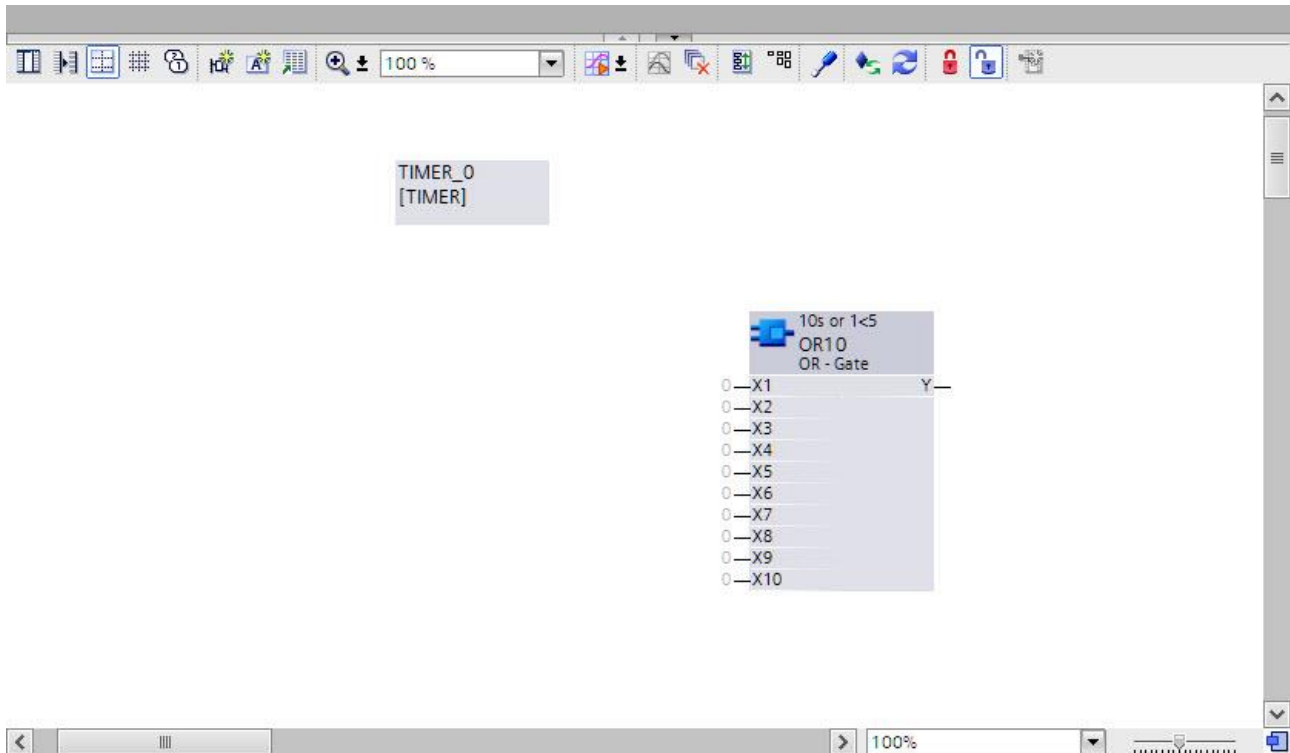 100 %
TIMER_0
[TIMER]
10s or 1<5
OR10
OR - Gate
0 X1 Y
0 X2
0 X3
0 X4
0 X5
0 X6
0 X7
0 X8
0 X9
0 X10
100%